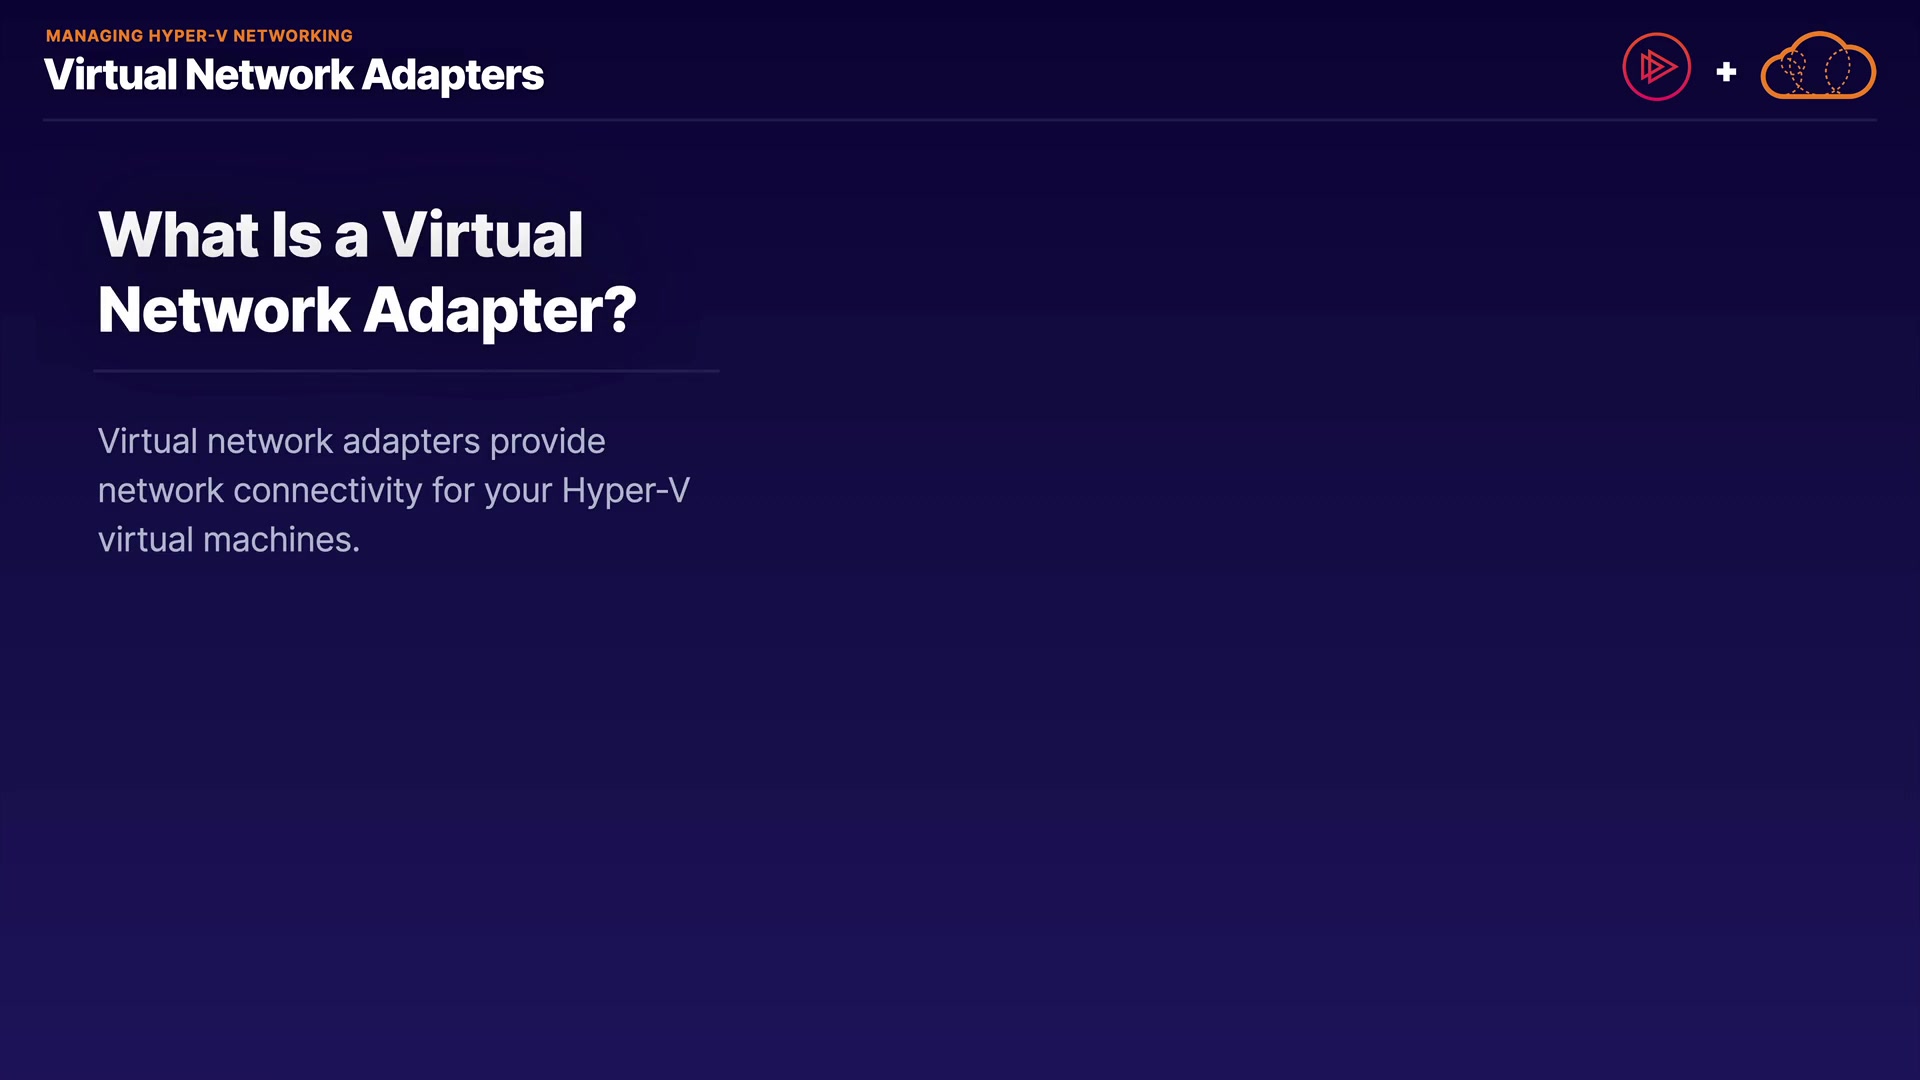 MANAGING HYPER-V NETWORKING
Virtual Network Adapters
What Is a Virtual
Network Adapter?
Virtual network adapters provide
network connectivity for your Hyper-V
virtual machines.